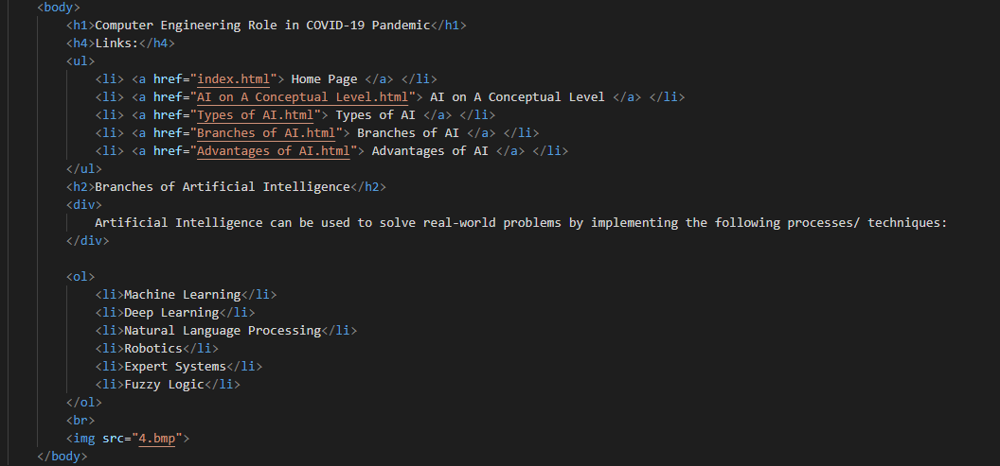 <body>
<h1>Computer Engineering Role in COVID-19 Pandemic</h1>
<h4>Links:</h4>
<ul>
<li> <a href="index.html"> Home Page </a> </li>
<li> <a href="AI on A Conceptual Level.html"> AI on A Conceptual Level </a> </li>
<li> <a href="Types of AI.html"> Types of AI </a> </li>
<li> <a href="Branches of AI.html"> Branches of AI </a> </li>
<li> <a href="Advantages of AI.html"> Advantages of AI </a> </li>
</ul>
<h2>Branches of Artificial Intelligence</h2>
<div>
Artificial Intelligence can be used to solve real-world problems by implementing the following processes/ techniques:
</div>
<ol>
<li>Machine Learning</li>
<li>Deep Learning</li>
<li>Natural Language Processing</li>
<li>Robotics</li>
<li>Expert Systems</li>
<li>Fuzzy Logic</li>
</ol>
<br>
<img src="4.bmp">
</body>